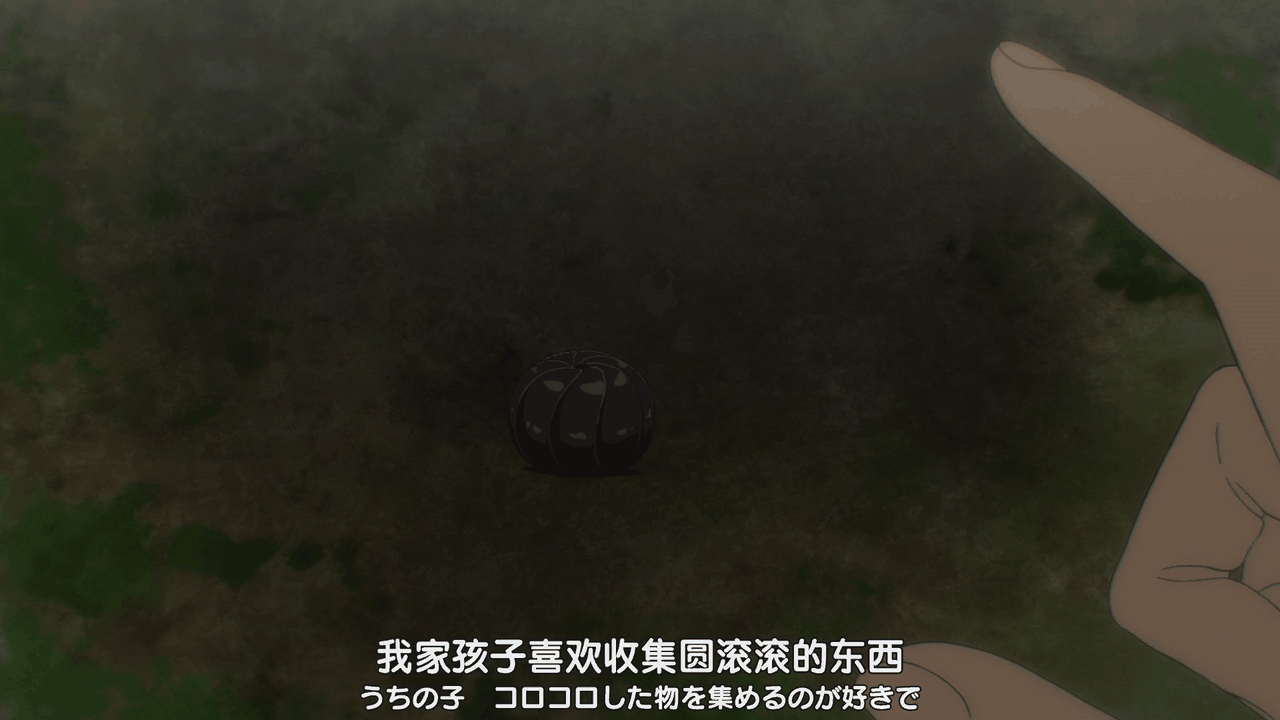 我家孩子喜欢收集圆滚滚的东西
うちの子　コロコロした物を集めるのが好きで